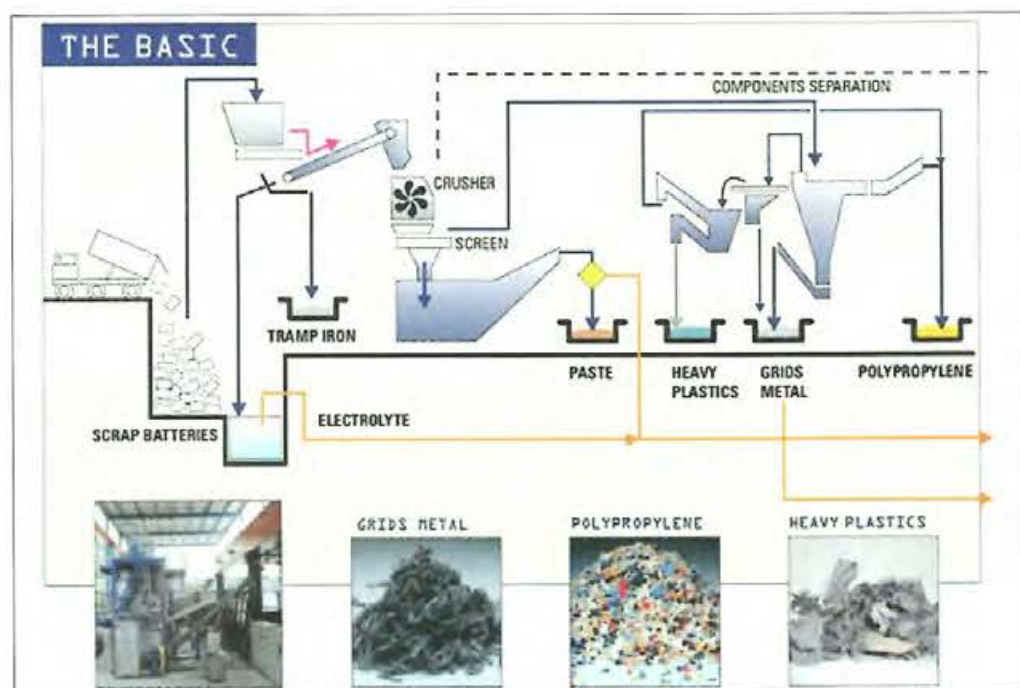 THE BASIC
COMPONENTS SEPARATION
CRUSHER
SCREEN
TRAMP IRON
PASTE
HEAVY
PLASTICS
GRIDS
METAL
POLYPROPYLENE
SCRAP BATTERIES
ELECTROLYTE
GRIDS METAL
POLYPROPYLENE
HEAVY PLASTICS